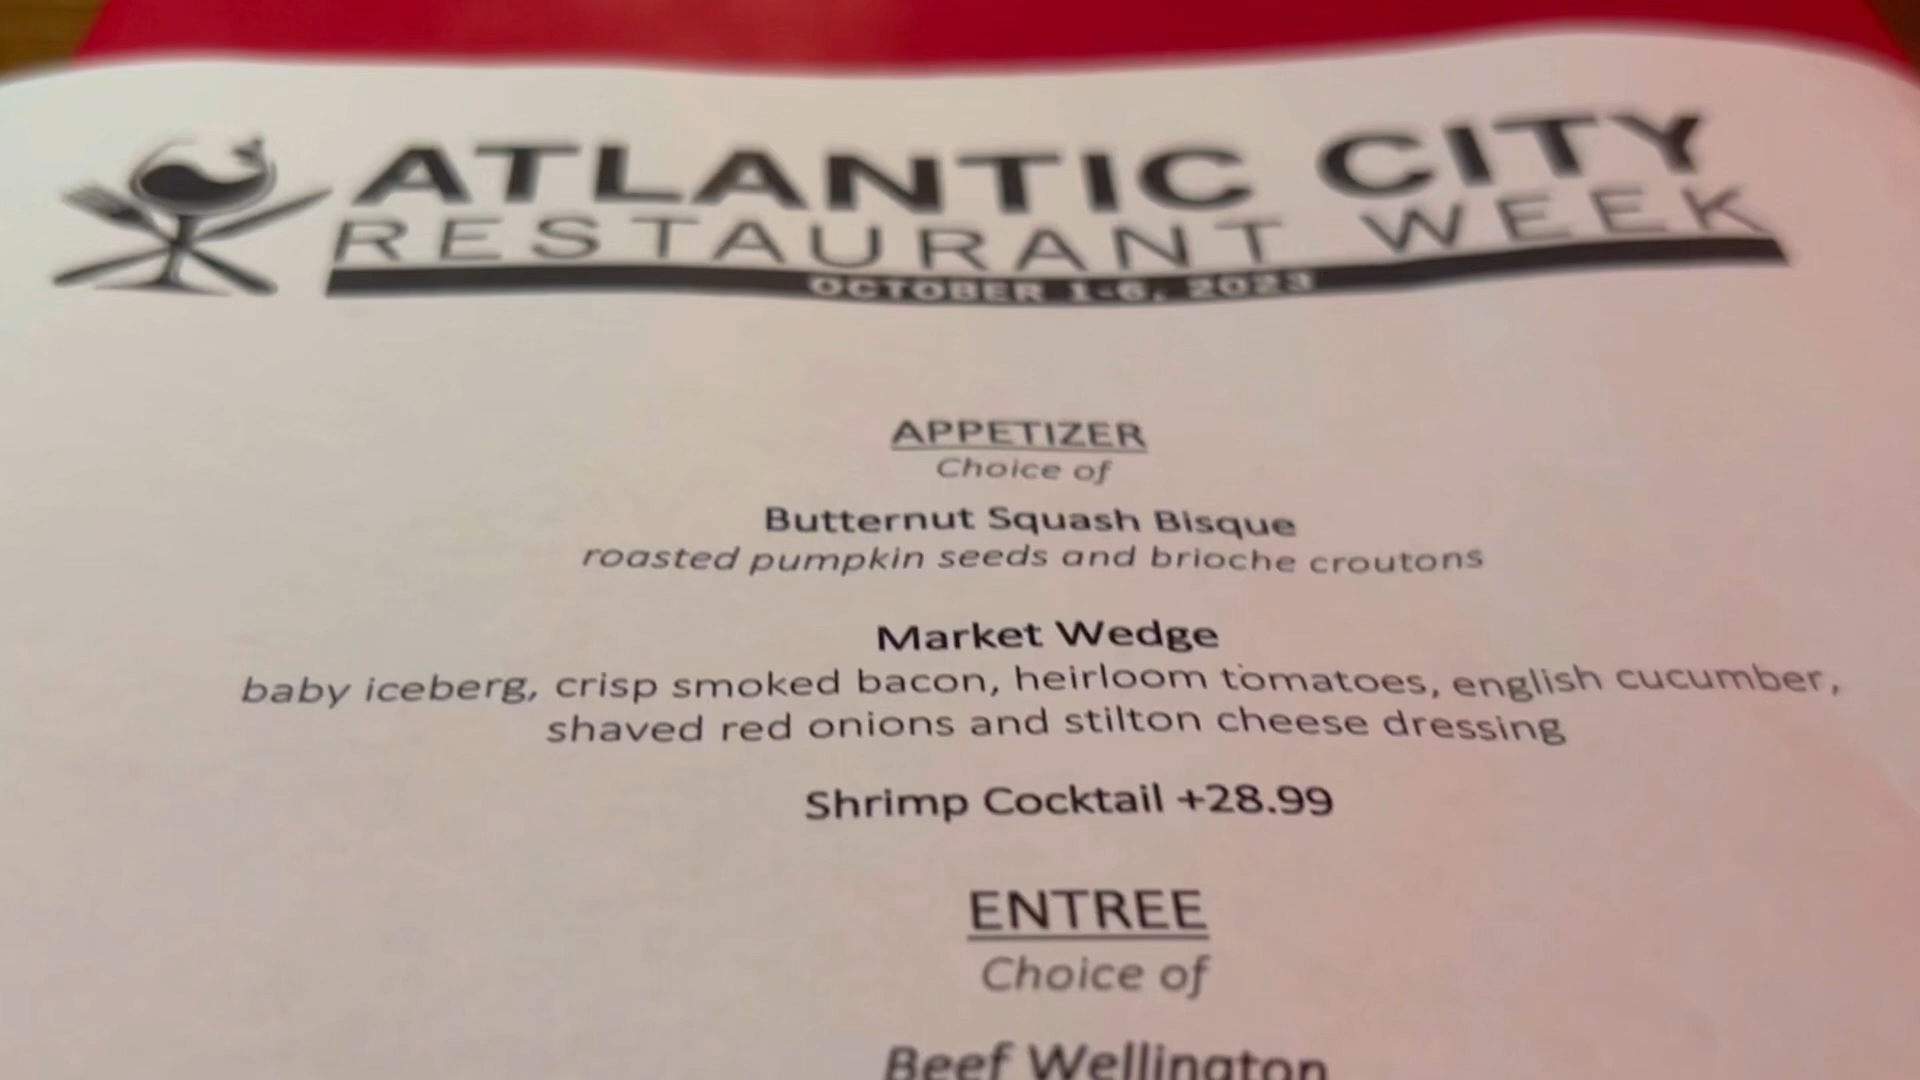 ATLANTIC CITY
RESTAURANT WEEK
OCTOBER 1-6, 2023
APPETIZER
Choice of
Butternut Squash Bisque
roasted pumpkin seeds and brioche croutons
Market Wedge
baby iceberg, crisp smoked bacon, heirloom tomatoes, english cucumber,
shaved red onions and stilton cheese dressing
Shrimp Cocktail +28.99
ENTREE
Choice of
Beef Wellington